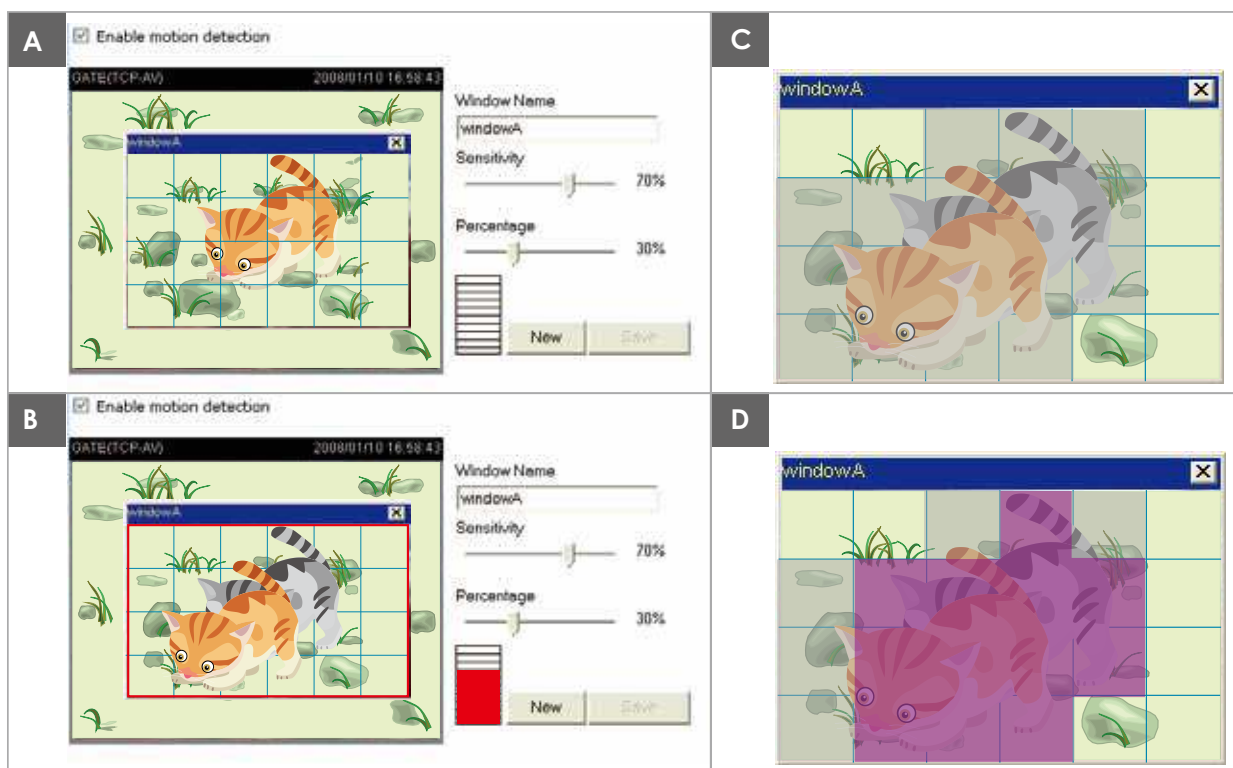 A
Enable motion detection
GATE(TCP-AV) 2008/01/10 16:58:43
windowA
Window Name
windowA
Sensitivity
70%
Percentage
30%
New
Save
C
windowA
B
Enable motion detection
GATE(TCP-AV) 2008/01/10 16:58:43
windowA
Window Name
windowA
Sensitivity
70%
Percentage
30%
New
Save
D
windowA